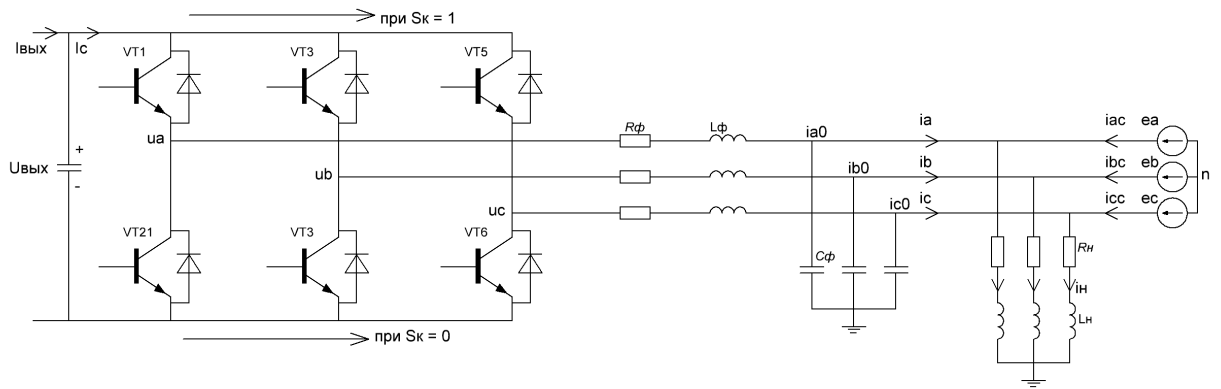 при Sк = 1
Iвых
Iс
VT1
VT3
VT5
ua
ub
uc
Uвых
+
-
VT21
VT3
VT6
при Sк = 0
Rф
Lф
ia0
ib0
ic0
Cф
ia
ib
ic
iac
ibc
icc
ea
eb
ec
n
Rн
iн
Lн